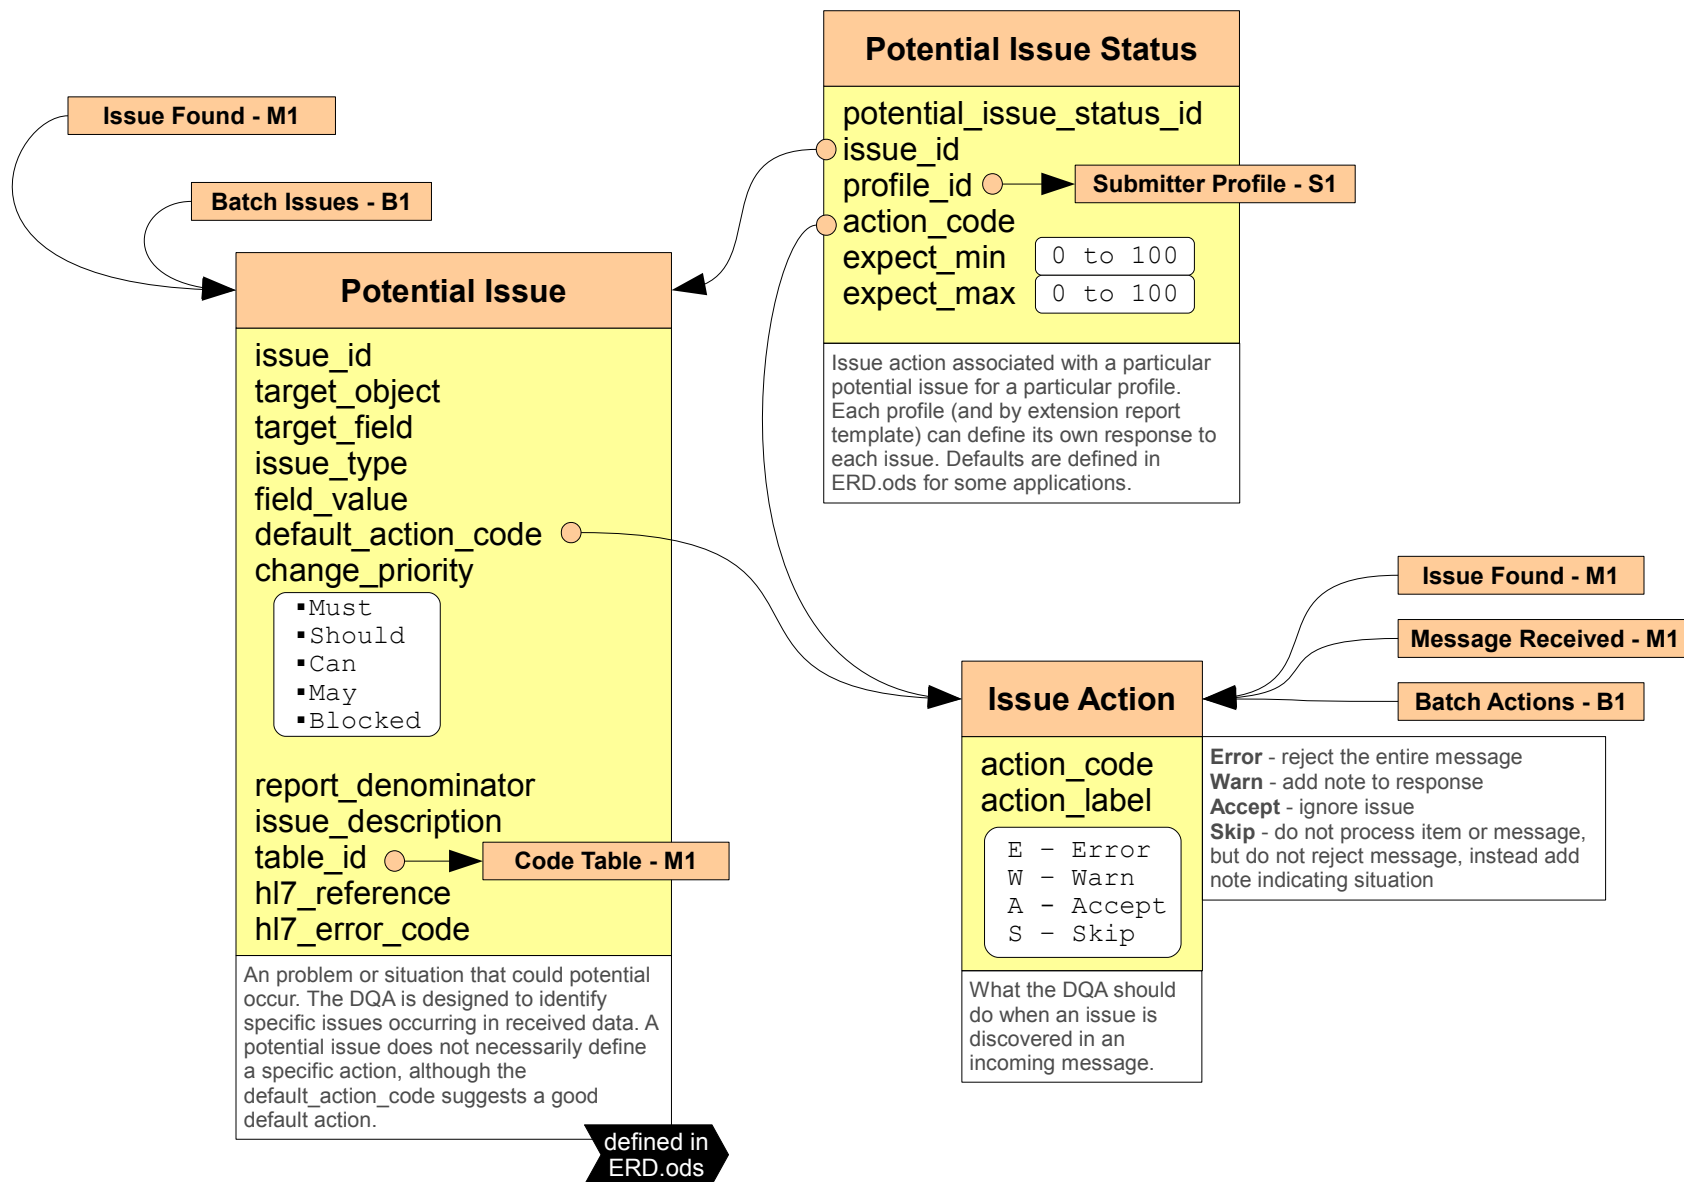 Potential Issue Status
potential_issue_status_id
issue_id
profile_id
Submitter Profile - S1
action_code
expect_min
0 to 100
expect_max
0 to 100
Issue action associated with a particular
potential issue for a particular profile.
Each profile (and by extension report
template) can define its own response to
each issue. Defaults are defined in
ERD.ods for some applications.
Issue Found - M1
Batch Issues - B1
Potential Issue
issue_id
target_object
target_field
issue_type
field_value
default_action_code
change_priority
▪Must
▪Should
▪Can
▪May
▪Blocked
report_denominator
issue_description
table_id
Code Table - M1
hl7_reference
hl7_error_code
An problem or situation that could potential
occur. The DQA is designed to identify
specific issues occurring in received data. A
potential issue does not necessarily define
a specific action, although the
default_action_code suggests a good
default action.
defined in
ERD.ods
Issue Found - M1
Message Received - M1
Batch Actions - B1
Issue Action
action_code
action_label
E – Error
W – Warn
A – Accept
S – Skip
What the DQA should
do when an issue is
discovered in an
incoming message.
Error - reject the entire message
Warn - add note to response
Accept - ignore issue
Skip - do not process item or message,
but do not reject message, instead add
note indicating situation